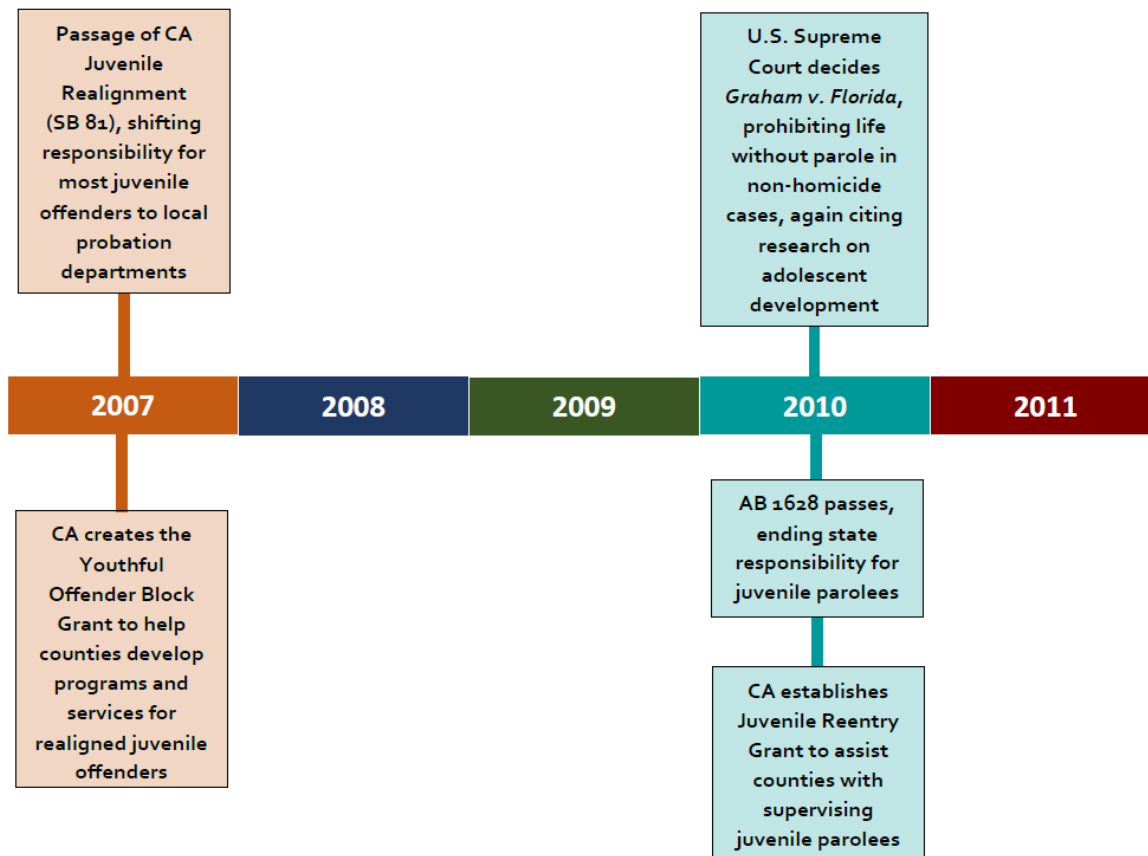 Passage of CA
Juvenile
Realignment
(SB 81), shifting
responsibility for
most juvenile
offenders to local
probation
departments
U.S. Supreme
Court decides
Graham v. Florida,
prohibiting life
without parole in
non-homicide
cases, again citing
research on
adolescent
development
2007
2008
2009
2010
2011
CA creates the
Youthful
Offender Block
Grant to help
counties develop
programs and
services for
realigned juvenile
offenders
AB 1628 passes,
ending state
responsibility for
juvenile parolees
CA establishes
Juvenile Reentry
Grant to assist
counties with
supervising
juvenile parolees